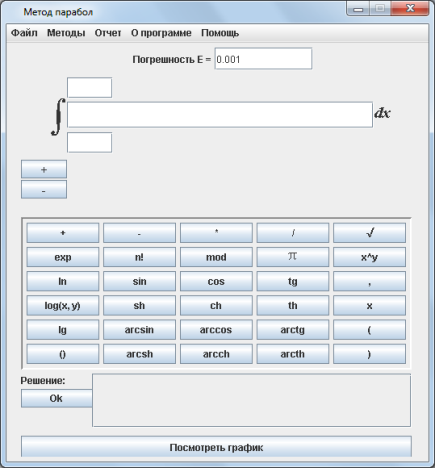 Метод парабол
Файл Методы Отчет О программе Помощь
Погрешность E = 0.001
∫ dx
+
-
+ - * / √
exp n! mod π x^y
ln sin cos tg ,
log(x, y) sh ch th x
lg arcsin arccos arctg (
() arcsh arcch arcth )
Решение:
Ok
Посмотреть график